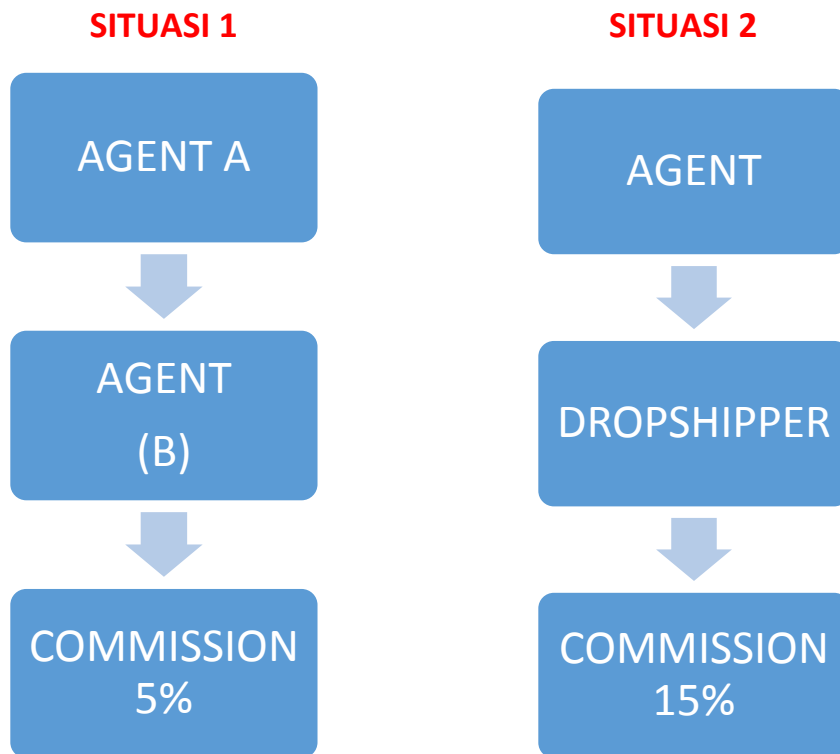 SITUASI 1
AGENT A
AGENT
(B)
COMMISSION
5%
SITUASI 2
AGENT
DROPSHIPPER
COMMISSION
15%